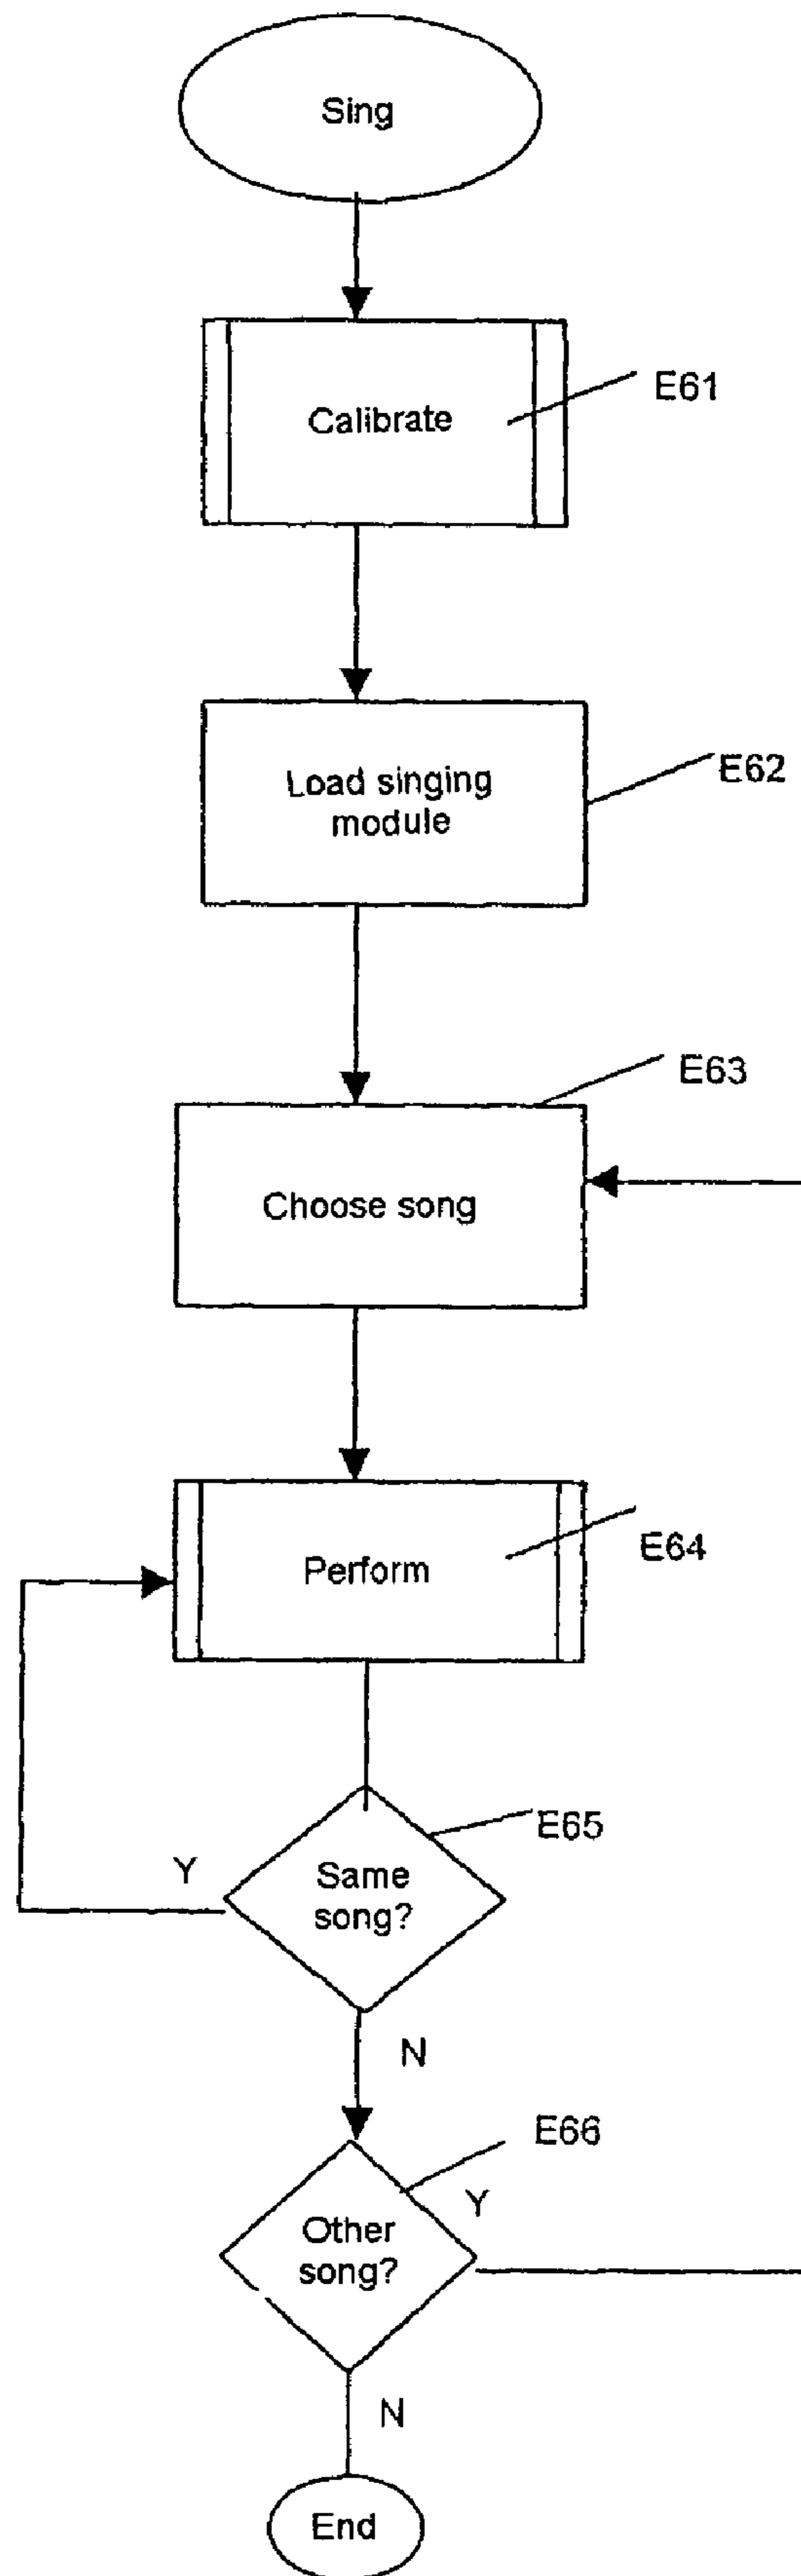 Sing
Calibrate
E61
Load singing
module
E62
E63
Choose song
Perform
E64
E65
Same
song?
Y
N
E66
Y
Other
song?
N
End